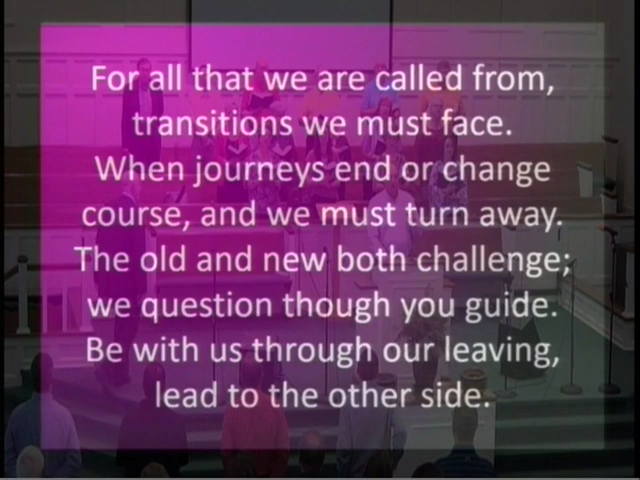 For all that we are called from,
transitions we must face.
When journeys end or change
course, and we must turn away.
The old and new both challenge;
we question though you guide.
Be with us through our leaving,
lead to the other side.